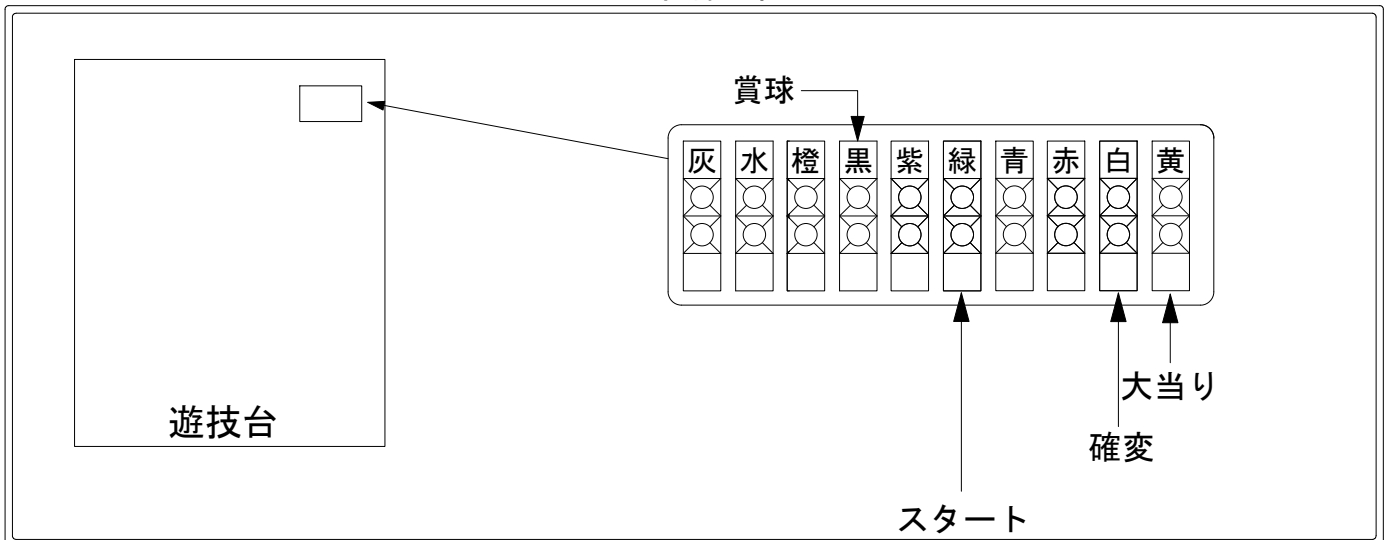 賞球
灰 水 橙 黒 紫 緑 青 赤 白 黄
大当り
遊技台
確変
スタート